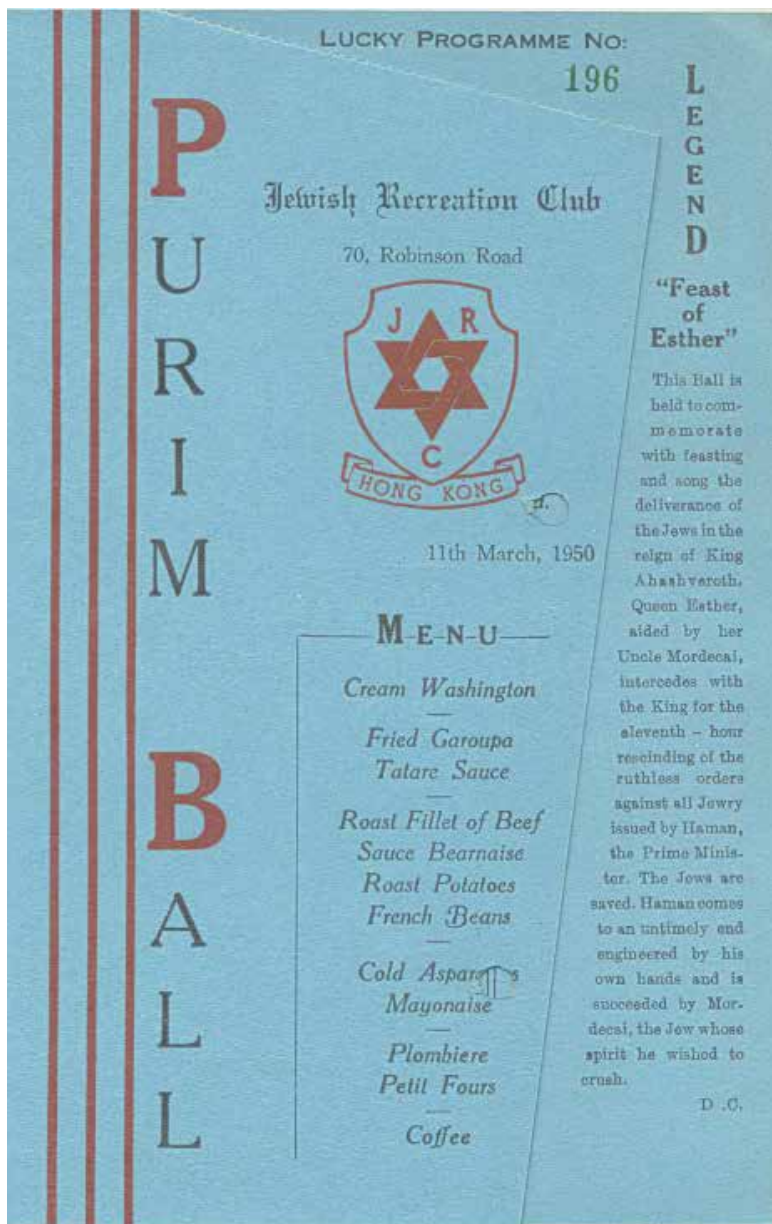 LUCKY PROGRAMME NO:
196
PURIM
BALL
Jewish Recreation Club
70, Robinson Road
J R
C
HONG KONG
11th March, 1950
MENU
Cream Washington
Fried Garoupa
Tatare Sauce
Roast Fillet of Beef
Sauce Bearnaise
Roast Potatoes
French Beans
Cold Asparagus
Mayonaise
Plombiere
Petit Fours
Coffee
LEGEND
"Feast
of
Esther"
This Ball is
held to com-
memorate
with feasting
and song the
deliverance of
the Jews in the
reign of King
Ahashveroth.
Queen Esther,
aided by her
Uncle Mordecai,
intercedes with
the King for the
eleventh - hour
rescinding of the
ruthless orders
against all Jewry
issued by Haman,
the Prime Minis-
ter. The Jews are
saved. Haman comes
to an untimely end
engineered by his
own hands and is
succeeded by Mor-
decai, the Jew whose
spirit he wished to
crush.
D.C.